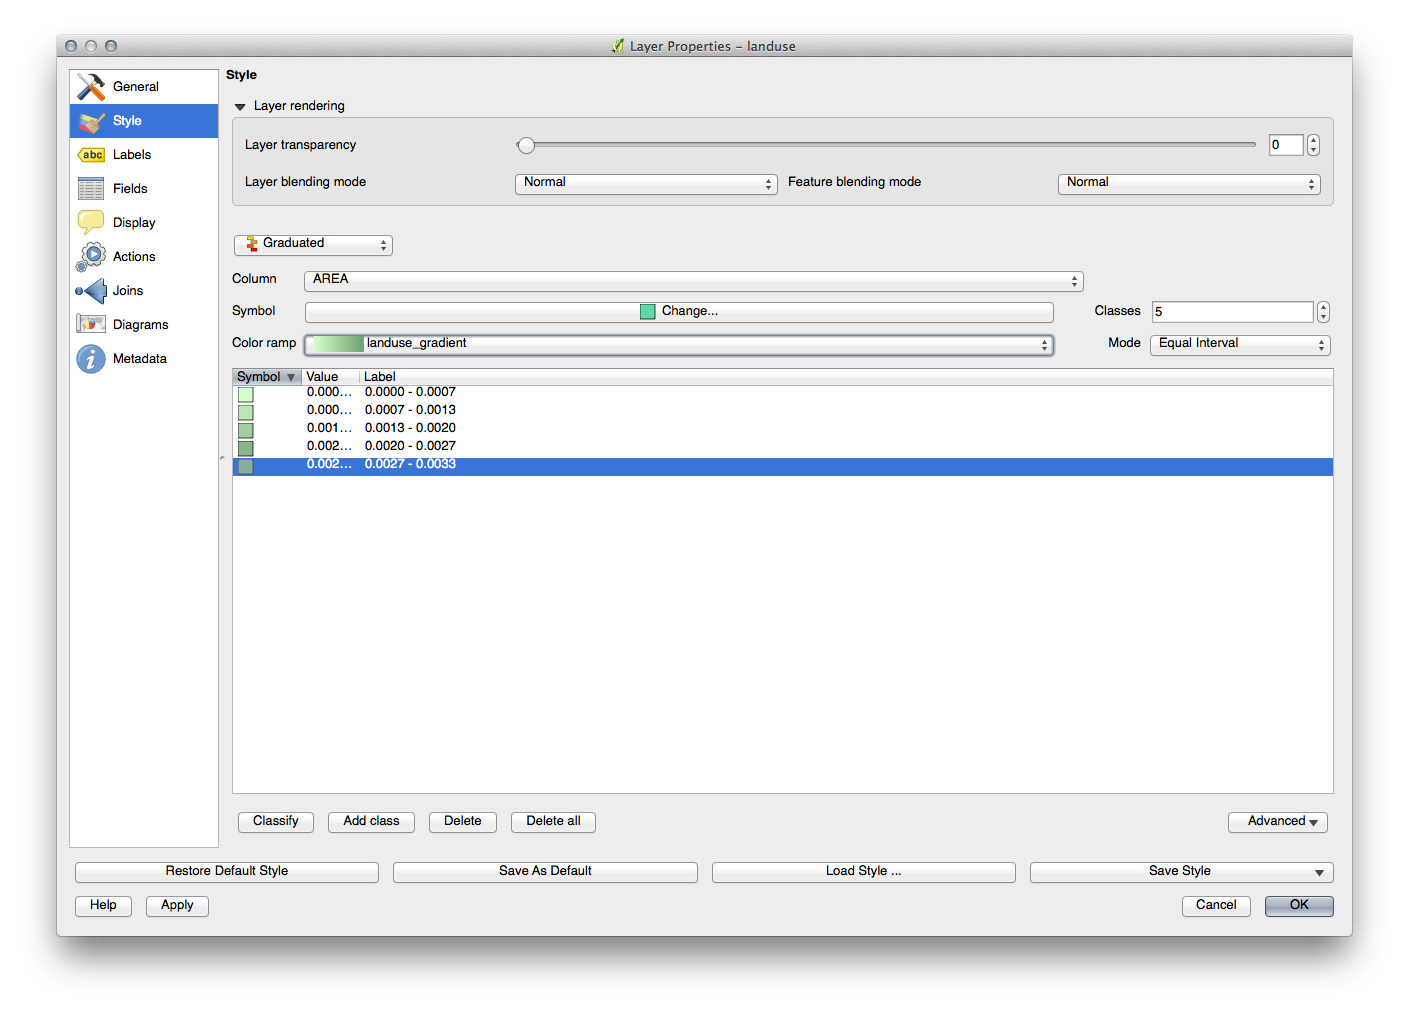 Layer Properties - landuse
General
Style
Labels
Fields
Display
Actions
Joins
Diagrams
Metadata
Style
Layer rendering
Layer transparency 0
Layer blending mode Normal Feature blending mode Normal
Graduated
Column AREA
Symbol Change... Classes 5
Color ramp landuse_gradient Mode Equal Interval
Symbol Value Label
0.000... 0.0000 - 0.0007
0.000... 0.0007 - 0.0013
0.001... 0.0013 - 0.0020
0.002... 0.0020 - 0.0027
0.002... 0.0027 - 0.0033
Classify Add class Delete Delete all Advanced
Restore Default Style Save As Default Load Style ... Save Style
Help Apply Cancel OK
abc